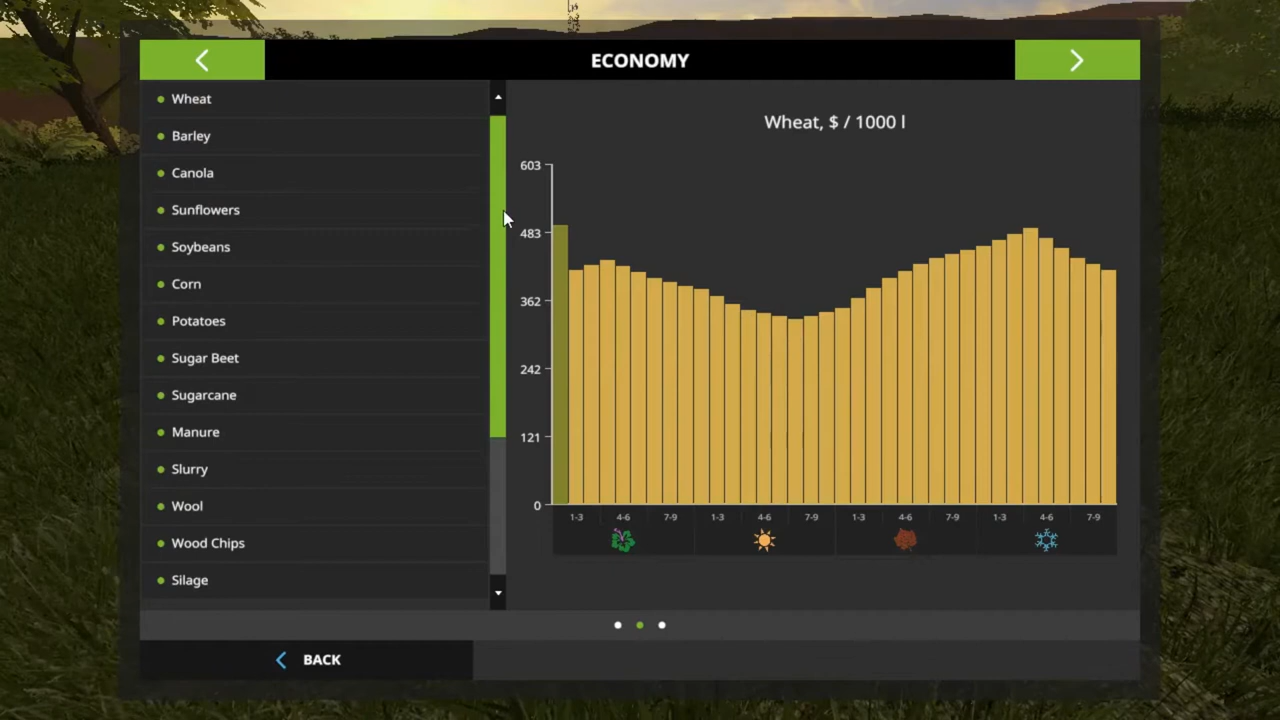 ECONOMY
Wheat
Barley
Canola
Sunflowers
Soybeans
Corn
Potatoes
Sugar Beet
Sugarcane
Manure
Slurry
Wool
Wood Chips
Silage
Wheat, $ / 1000 l
603
483
362
242
121
0
1-3 4-6 7-9 1-3 4-6 7-9 1-3 4-6 7-9 1-3 4-6 7-9
BACK